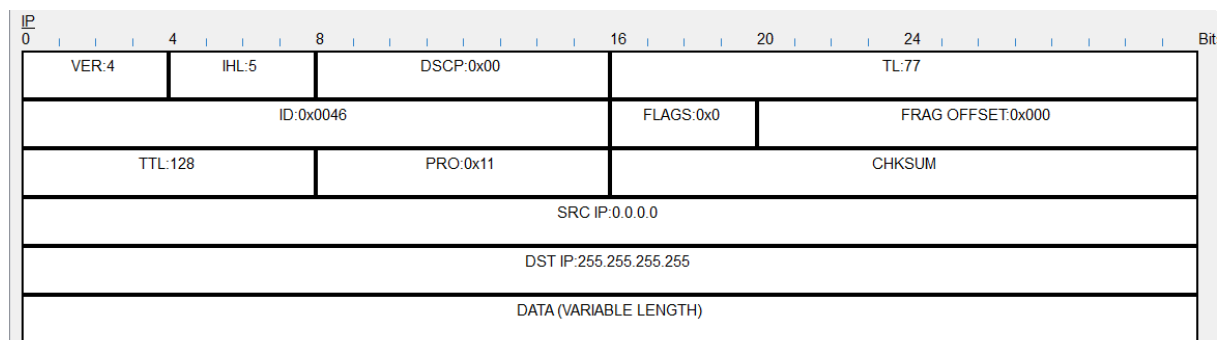 IP
0 4 8 16 20 24 Bit
VER:4 IHL:5 DSCP:0x00 TL:77
ID:0x0046 FLAGS:0x0 FRAG OFFSET:0x000
TTL:128 PRO:0x11 CHKSUM
SRC IP:0.0.0.0
DST IP:255.255.255.255
DATA (VARIABLE LENGTH)